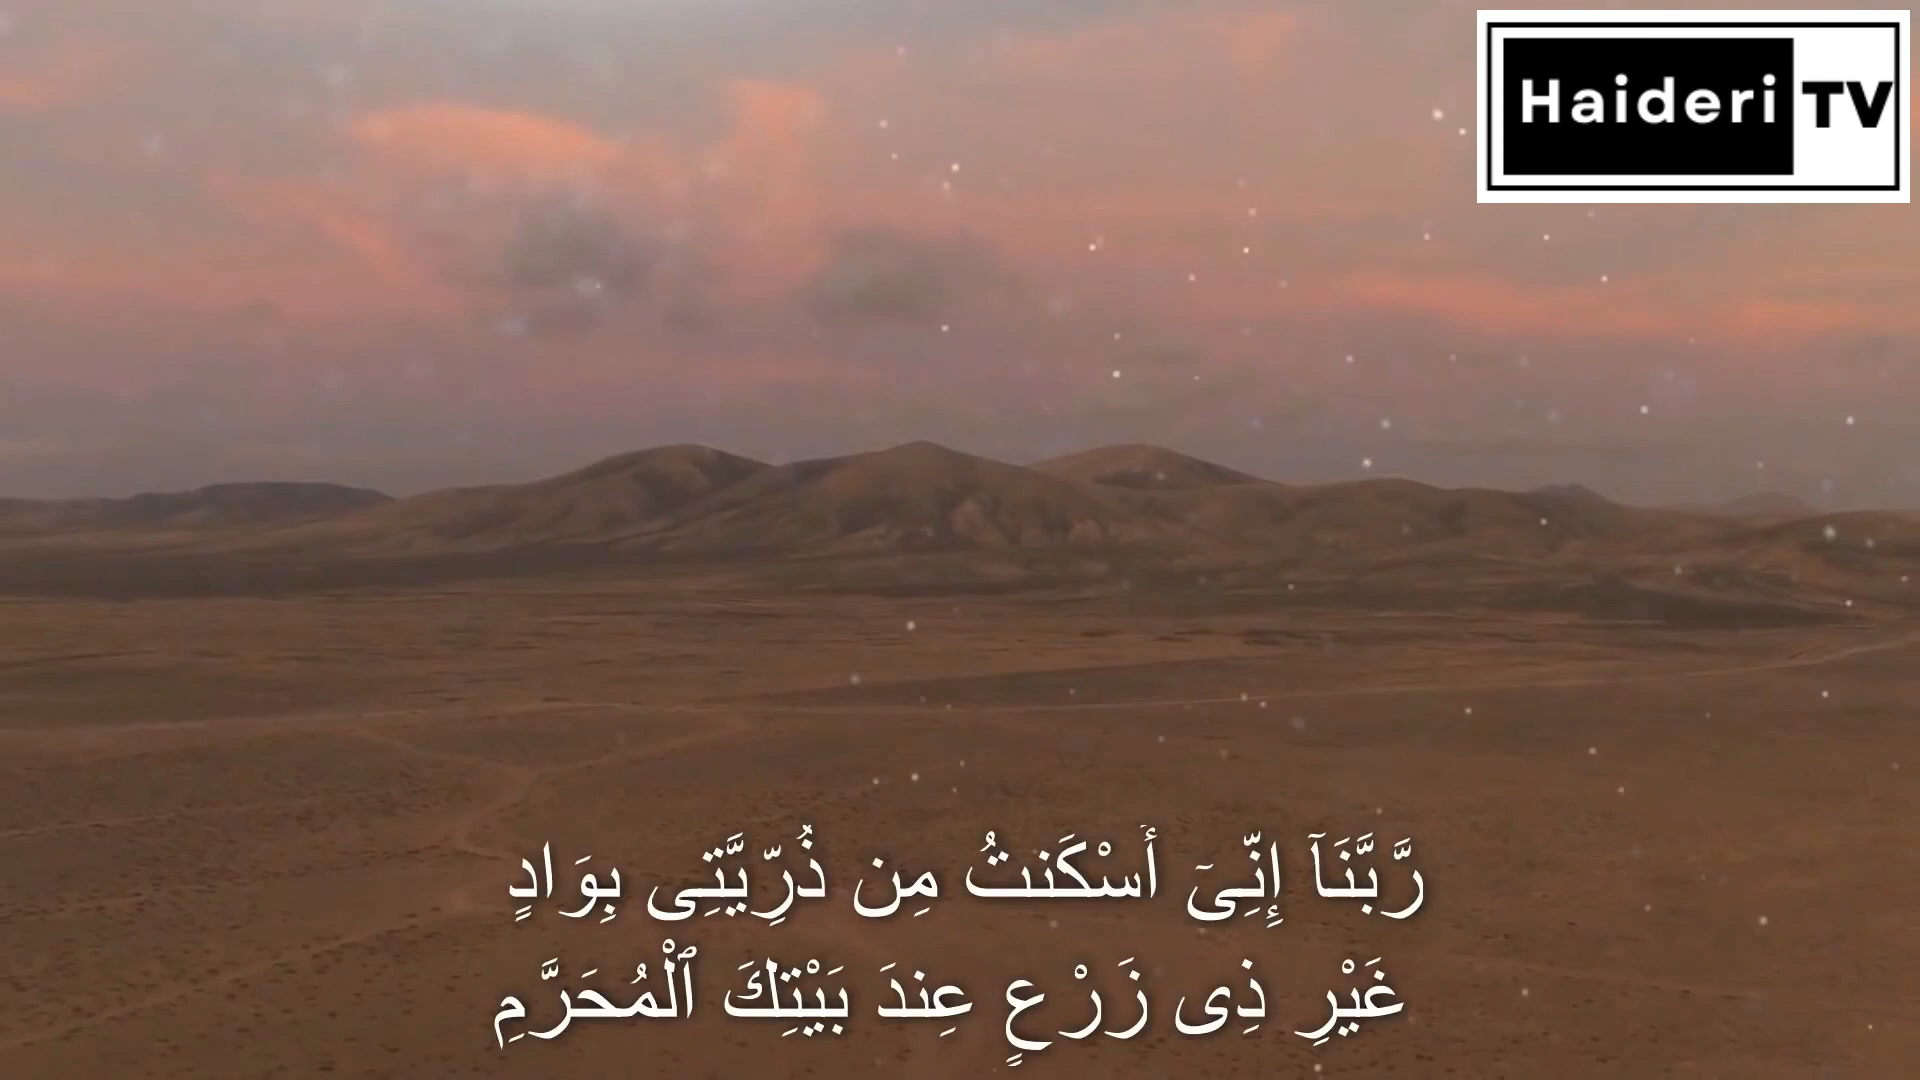 Haideri TV
رَّبَّنَآ إِنِّىٓ أَسْكَنتُ مِن ذُرِّيَّتِى بِوَادٍ
غَيْرِ ذِى زَرْعٍ عِندَ بَيْتِكَ ٱلْمُحَرَّمِ